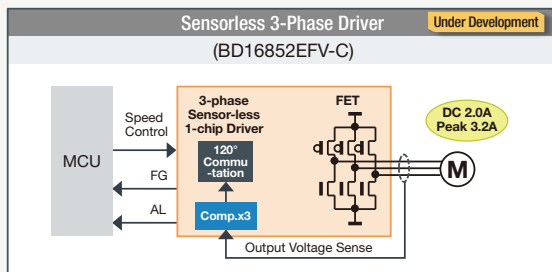 Sensorless 3-Phase Driver
Under Development
(BD16852EFV-C)
3-phase
Sensor-less
1-chip Driver
FET
DC 2.0A
Peak 3.2A
Speed
Control
MCU
120°
Commu
-tation
M
FG
AL
Comp.x3
Output Voltage Sense